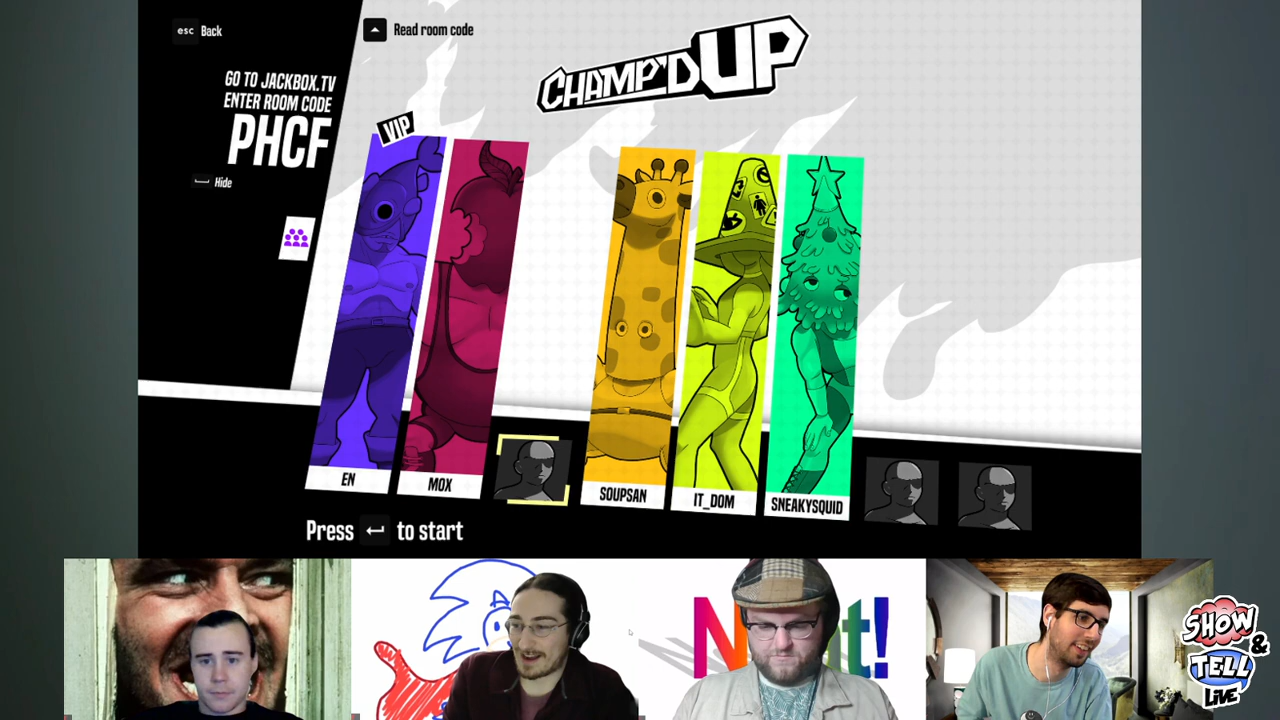 esc Back
Read room code
CHAMP'D UP
GO TO JACKBOX.TV
ENTER ROOM CODE
PHCF
Hide
VIP
EN
MOX
SOUPSAN
IT_DOM
SNEAKYSQUID
Press to start
SHOW
&
TELL
LIVE